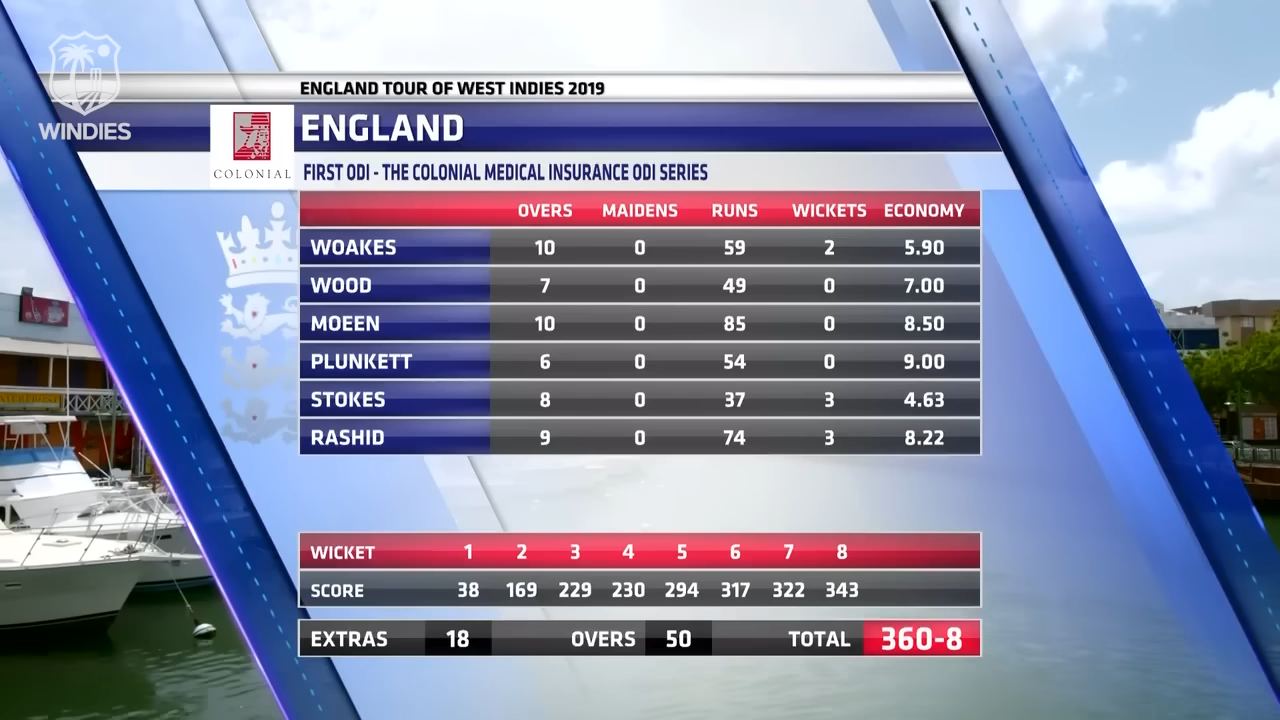 WINDIES
ENGLAND TOUR OF WEST INDIES 2019
COLONIAL
ENGLAND
FIRST ODI - THE COLONIAL MEDICAL INSURANCE ODI SERIES
OVERS MAIDENS RUNS WICKETS ECONOMY
WOAKES 10 0 59 2 5.90
WOOD 7 0 49 0 7.00
MOEEN 10 0 85 0 8.50
PLUNKETT 6 0 54 0 9.00
STOKES 8 0 37 3 4.63
RASHID 9 0 74 3 8.22
WICKET 1 2 3 4 5 6 7 8
SCORE 38 169 229 230 294 317 322 343
EXTRAS 18 OVERS 50 TOTAL 360-8